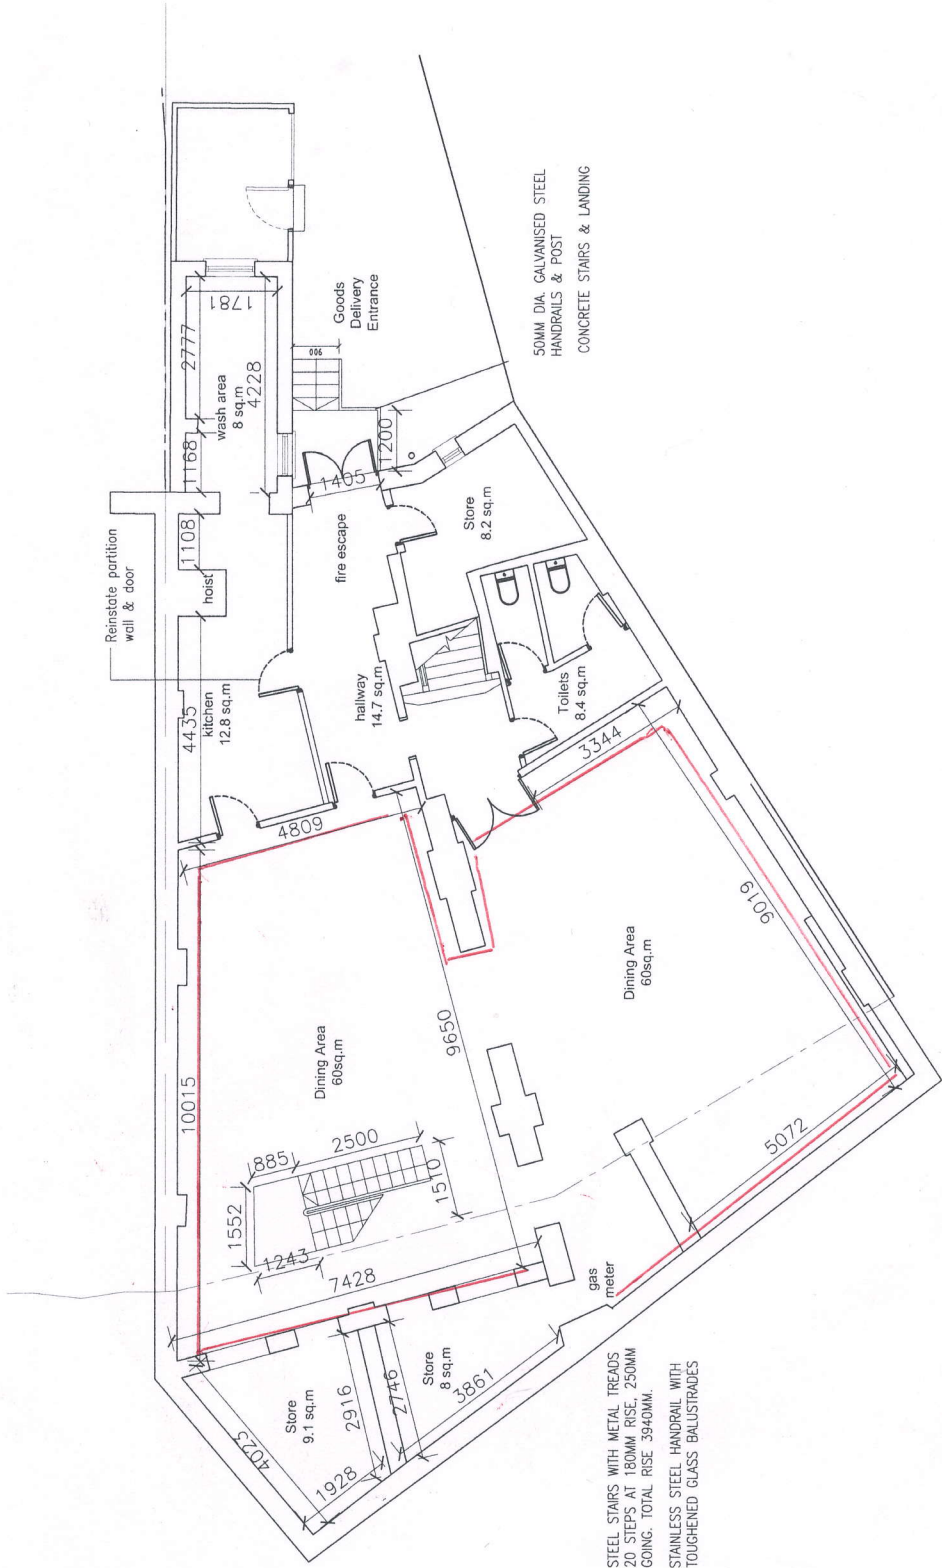 Reinstate partition
wall & door
4435
kitchen
12.8 sq.m
hoist
1108
1168
2777
wash area
8 sq.m
4228
1781
Goods
Delivery
Entrance
900
1200
1405
fire escape
hallway
14.7 sq.m
Store
8.2 sq.m
Toilets
8.4 sq.m
3344
4809
10015
Dining Area
60sq.m
9650
Dining Area
60sq.m
9019
5072
885
2500
1552
1243
1510
7428
gas
meter
Store
9.1 sq.m
2916
2746
Store
8 sq.m
3861
4023
1928
50MM DIA. GALVANISED STEEL
HANDRAILS & POST
CONCRETE STAIRS & LANDING
STEEL STAIRS WITH METAL TREADS
20 STEPS AT 180MM RISE, 250MM
GOING. TOTAL RISE 3940MM.
STAINLESS STEEL HANDRAIL WITH
TOUGHENED GLASS BALUSTRADES